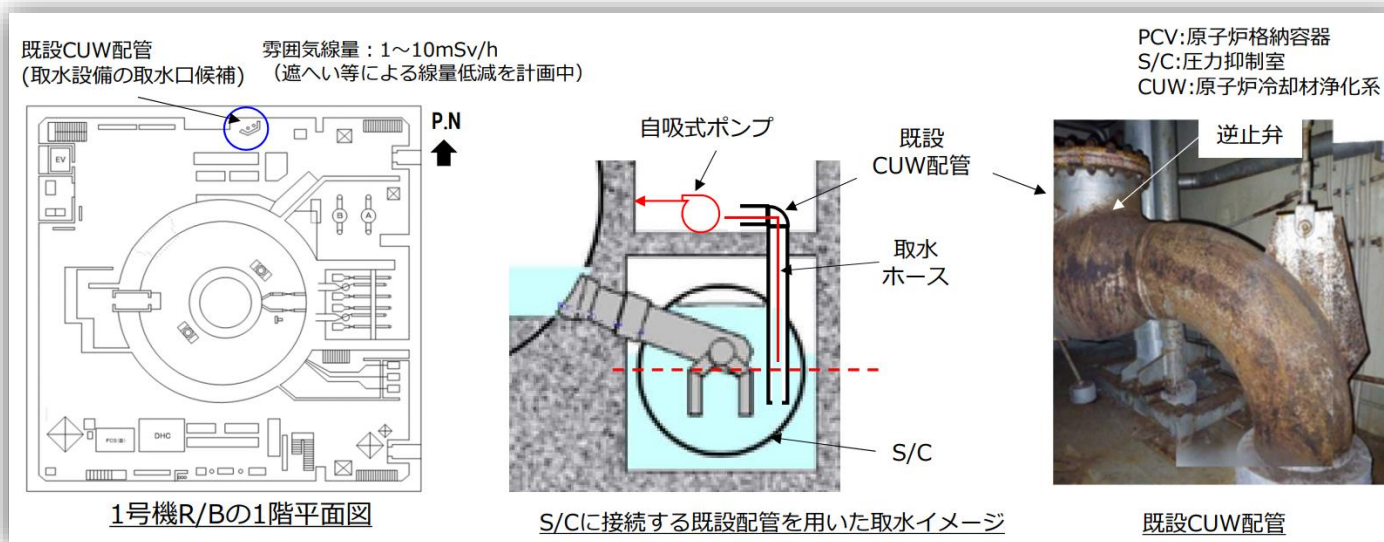 既設CUW配管
(取水設備の取水口候補)
雰囲気線量：1～10mSv/h
（遮へい等による線量低減を計画中）
P.N
EV
B
A
DHC
1号機R/Bの1階平面図
自吸式ポンプ
既設
CUW配管
取水
ホース
S/C
S/Cに接続する既設配管を用いた取水イメージ
PCV:原子炉格納容器
S/C:圧力抑制室
CUW:原子炉冷却材浄化系
逆止弁
既設CUW配管